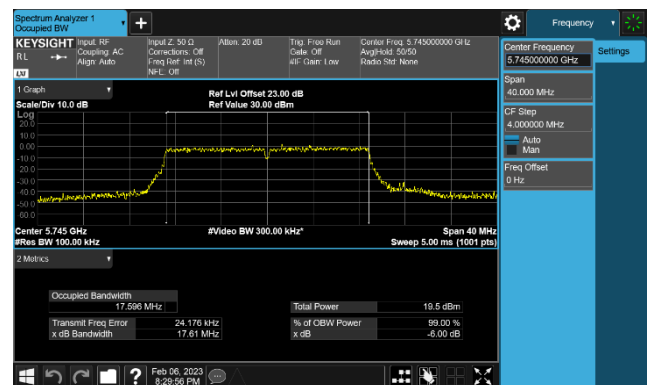 Spectrum Analyzer 1
Occupied BW
Frequency
KEYSIGHT
RL
LXI
Input: RF
Coupling: AC
Align: Auto
Input Z: 50 Ω
Corrections: Off
Freq Ref: Int (S)
NFE: Off
Atten: 20 dB
Trig: Free Run
Gate: Off
#IF Gain: Low
Center Freq: 5.745000000 GHz
Avg|Hold: 50/50
Radio Std: None
Center Frequency
5.745000000 GHz
Settings
Span
40.000 MHz
CF Step
4.000000 MHz
Auto
Man
Freq Offset
0 Hz
1 Graph
Scale/Div 10.0 dB
Ref Lvl Offset 23.00 dB
Ref Value 30.00 dBm
Log
20.0
10.0
0.00
-10.0
-20.0
-30.0
-40.0
-50.0
-60.0
Center 5.745 GHz
#Res BW 100.00 kHz
#Video BW 300.00 kHz*
Span 40 MHz
Sweep 5.00 ms (1001 pts)
2 Metrics
Occupied Bandwidth
17.596 MHz
Total Power 19.5 dBm
Transmit Freq Error 24.176 kHz
% of OBW Power 99.00 %
x dB Bandwidth 17.61 MHz
x dB -6.00 dB
?
Feb 06, 2023
8:29:56 PM